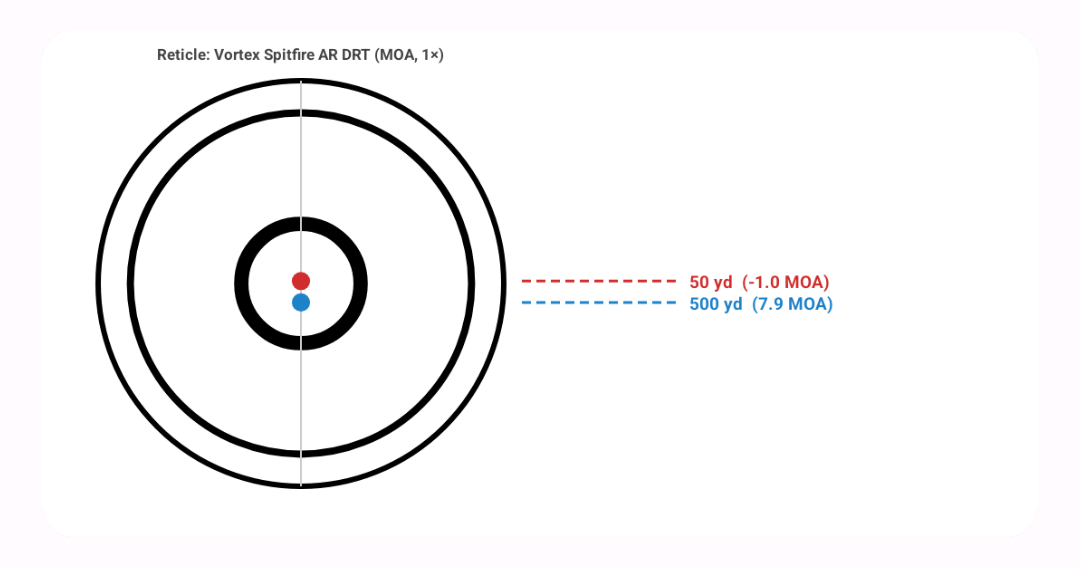 Reticle: Vortex Spitfire AR DRT (MOA, 1×)
50 yd (-1.0 MOA)
500 yd (7.9 MOA)